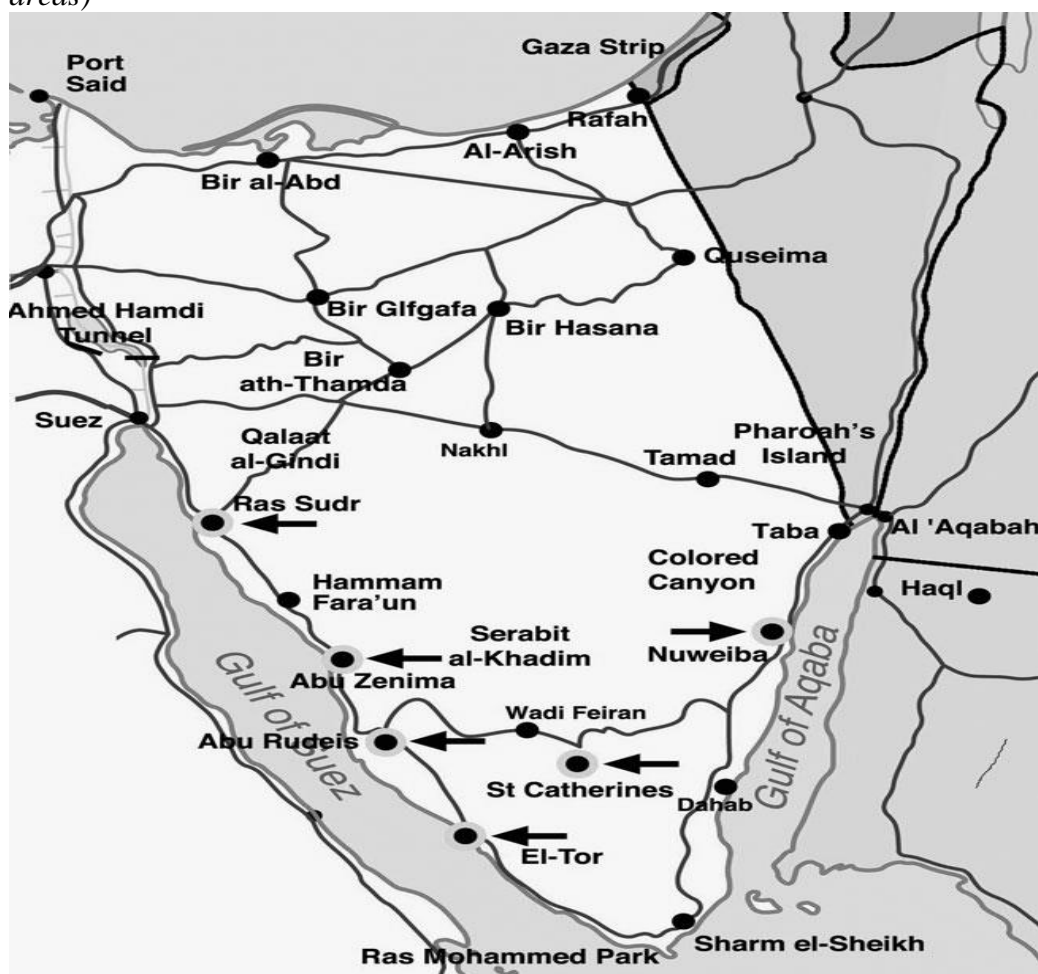 areas)
Gaza Strip
Port
Said
Rafah
Al-Arish
Bir al-Abd
Quseima
Ahmed Hamdi
Tunnel
Bir Glfgafa
Bir Hasana
Bir
ath-Thamda
Suez
Qalaat
al-Gindi
Nakhl
Pharoah's
Island
Tamad
Ras Sudr
Taba
Al 'Aqabah
Colored
Canyon
Haql
Hammam
Fara'un
Serabit
al-Khadim
Nuweiba
Abu Zenima
Gulf of Suez
Gulf of Aqaba
Wadi Feiran
Abu Rudeis
St Catherines
Dahab
El-Tor
Sharm el-Sheikh
Ras Mohammed Park